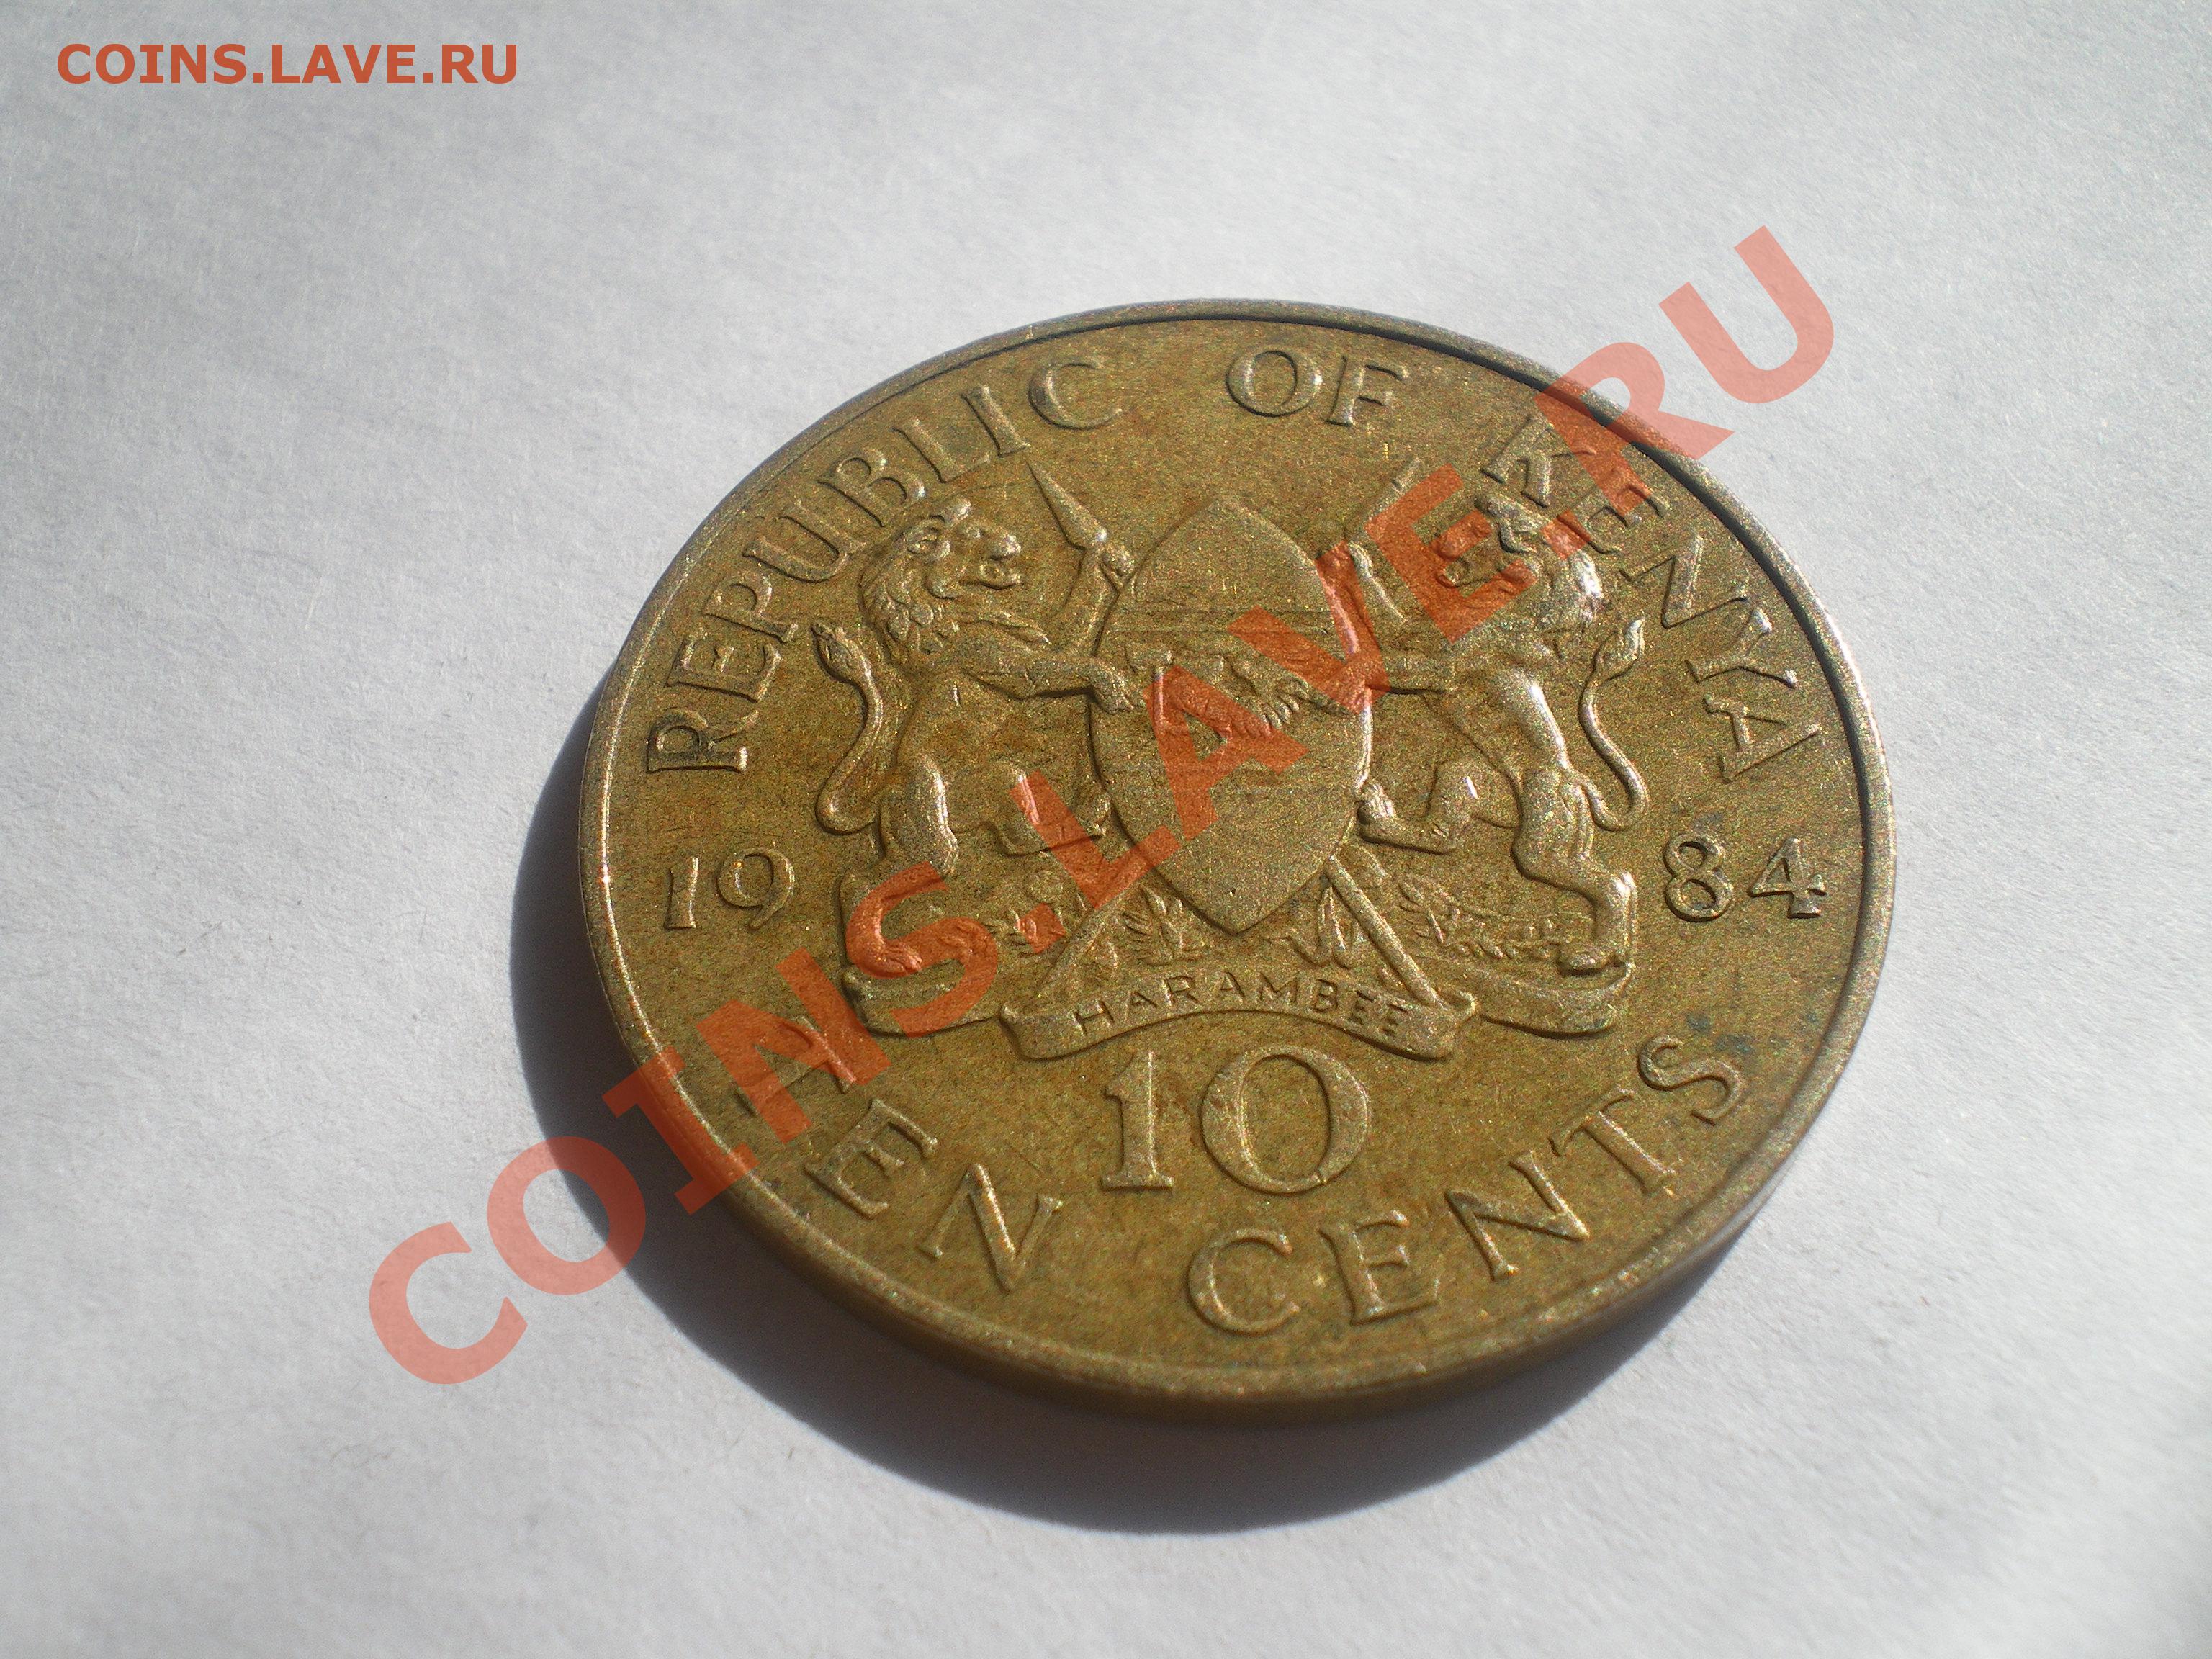 COINS.LAVE.RU
REPUBLIC OF KENYA
19 84
HARAMBEE
10
TEN CENTS
COINS.LAVE.RU